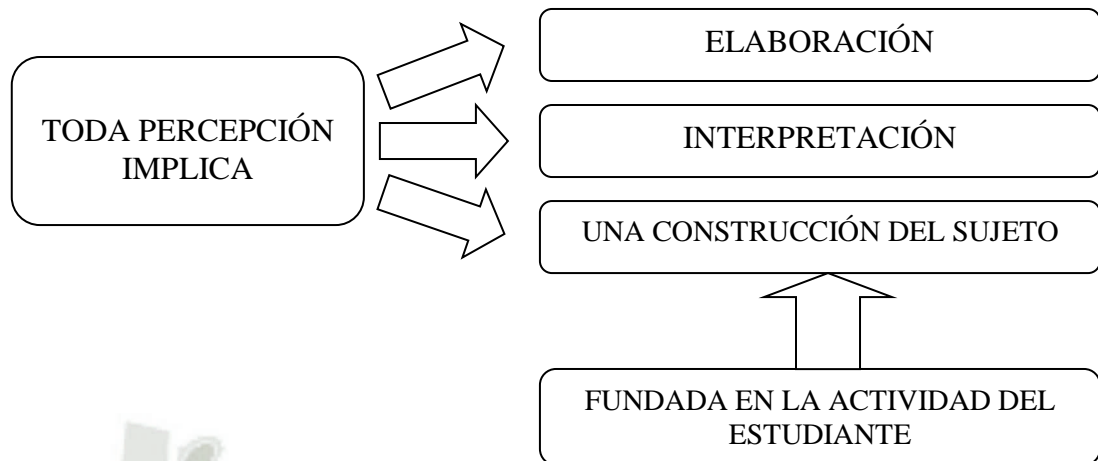 TODA PERCEPCIÓN
IMPLICA
ELABORACIÓN
INTERPRETACIÓN
UNA CONSTRUCCIÓN DEL SUJETO
FUNDADA EN LA ACTIVIDAD DEL
ESTUDIANTE